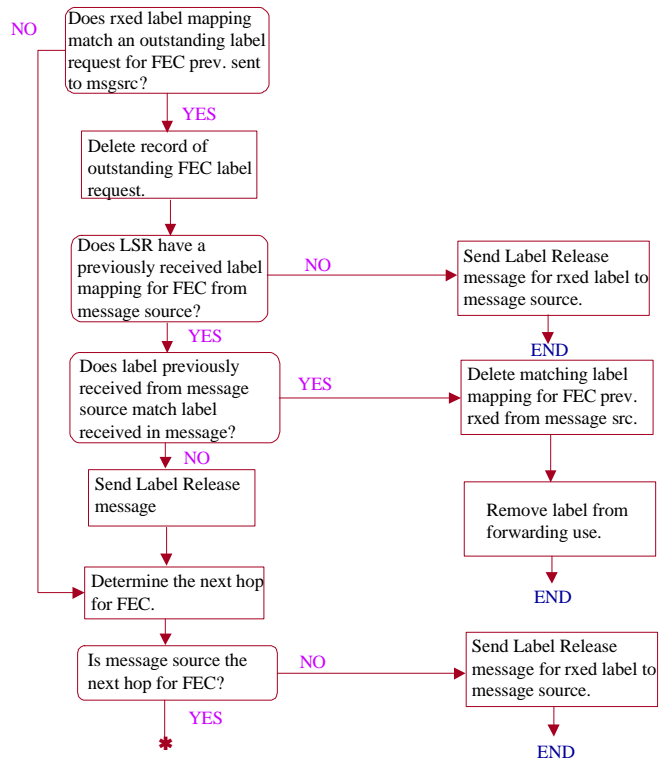 NO
Does rxed label mapping
match an outstanding label
request for FEC prev. sent
to msgsrc?
YES
Delete record of
outstanding FEC label
request.
Does LSR have a
previously received label
mapping for FEC from
message source?
NO
Send Label Release
message for rxed label to
message source.
END
YES
Does label previously
received from message
source match label
received in message?
YES
Delete matching label
mapping for FEC prev.
rxed from message src.
NO
Send Label Release
message
Remove label from
forwarding use.
END
Determine the next hop
for FEC.
Is message source the
next hop for FEC?
NO
Send Label Release
message for rxed label to
message source.
YES
*
END